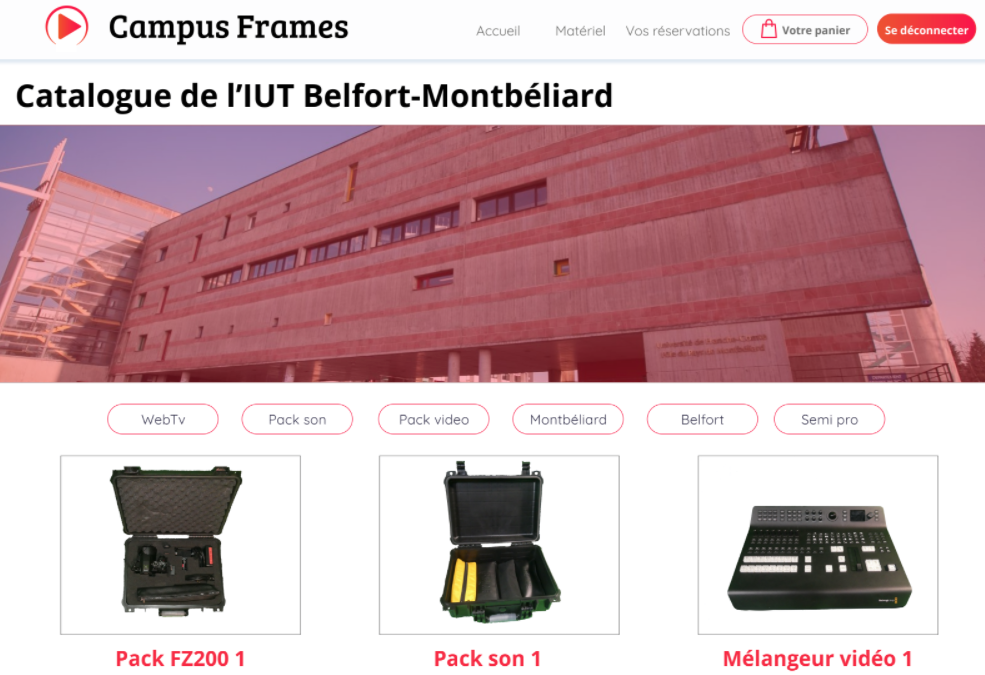 Campus Frames
Accueil Matériel Vos réservations Votre panier Se déconnecter
Catalogue de l'IUT Belfort-Montbéliard
WebTv Pack son Pack video Montbéliard Belfort Semi pro
Pack FZ200 1 Pack son 1 Mélangeur vidéo 1